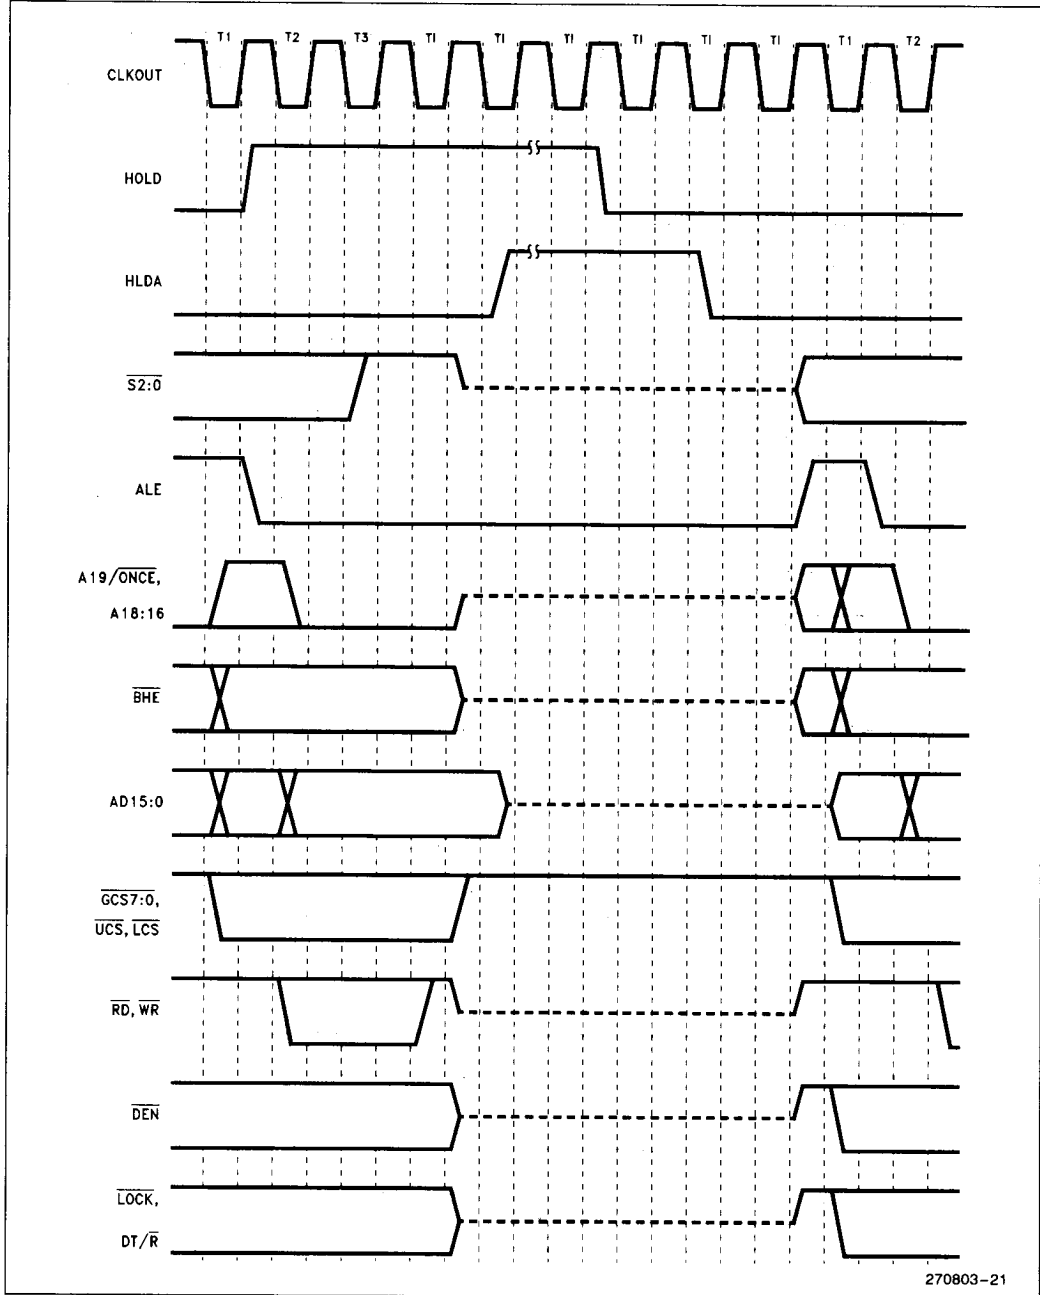 T1 T2 T3 TI TI TI TI TI TI T1 T2
CLKOUT
HOLD
HLDA
S2:0
ALE
A19/ONCE,
A18:16
BHE
AD15:0
GCS7:0,
UCS, LCS
RD, WR
DEN
LOCK,
DT/R
270803-21